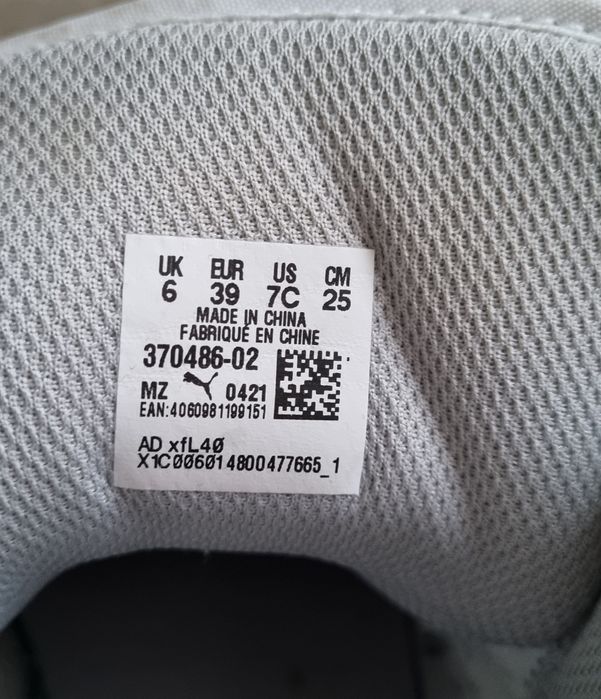 UK EUR US CM
6 39 7C 25
MADE IN CHINA
FABRIQUÉ EN CHINE
370486-02
MZ 0421
EAN:4060981199151
AD xfL40
X1C006014800477665_1